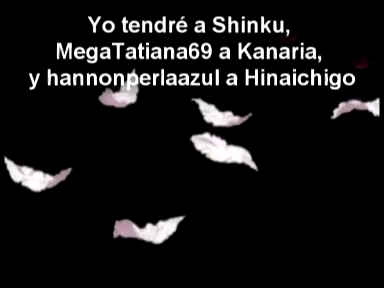 Yo tendré a Shinku,
MegaTatiana69 a Kanaria,
y hannonperlaazul a Hinaichigo